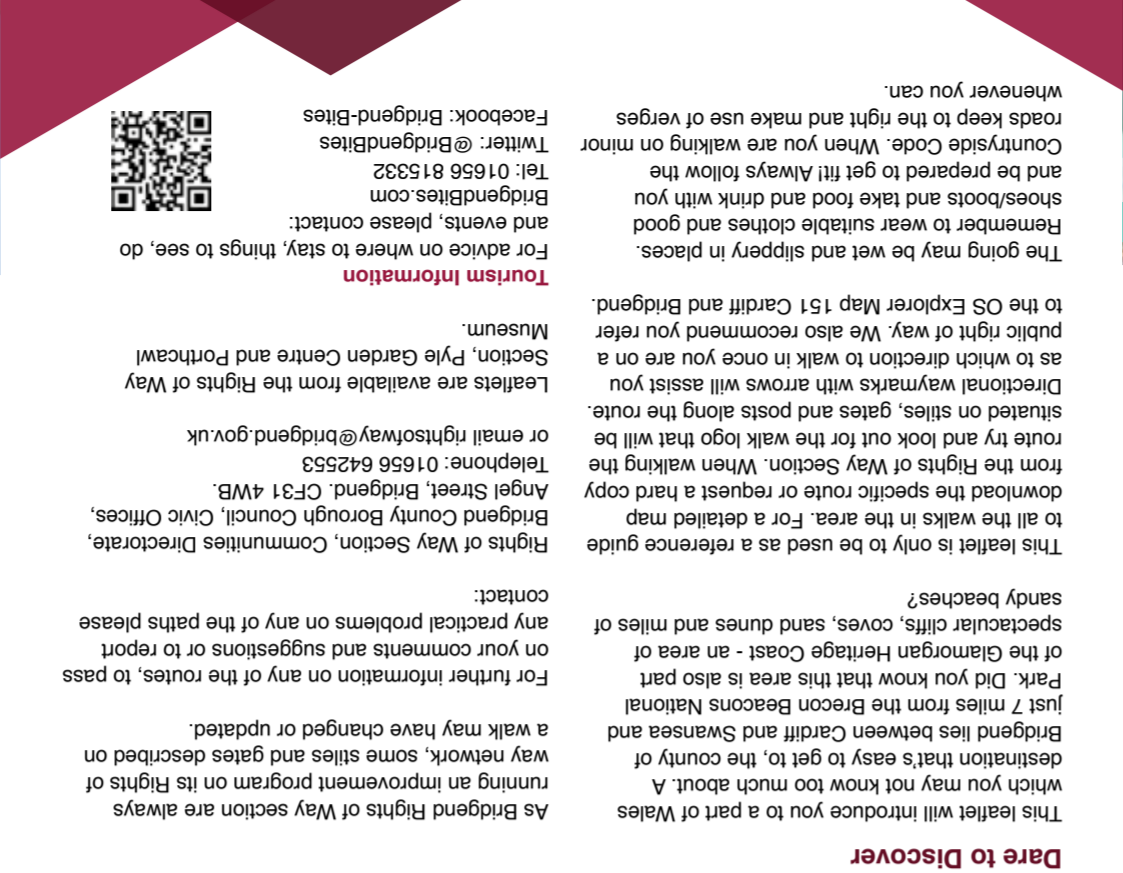 Dare to Discover
This leaflet will introduce you to a part of Wales
which you may not know too much about. A
destination that's easy to get to, the county of
Bridgend lies between Cardiff and Swansea and
just 7 miles from the Brecon Beacons National
Park. Did you know that this area is also part
of the Glamorgan Heritage Coast - an area of
spectacular cliffs, coves, sand dunes and miles of
sandy beaches?
This leaflet is only to be used as a reference guide
to all the walks in the area. For a detailed map
download the specific route or request a hard copy
from the Rights of Way Section. When walking the
route try and look out for the walk logo that will be
situated on stiles, gates and posts along the route.
Directional waymarks with arrows will assist you
as to which direction to walk in once you are on a
public right of way. We also recommend you refer
to the OS Explorer Map 151 Cardiff and Bridgend.
The going may be wet and slippery in places.
Remember to wear suitable clothes and good
shoes/boots and take food and drink with you
and be prepared to get fit! Always follow the
Countryside Code. When you are walking on minor
roads keep to the right and make use of verges
whenever you can.
As Bridgend Rights of Way section are always
running an improvement program on its Rights of
way network, some stiles and gates described on
a walk may have changed or updated.
For further information on any of the routes, to pass
on your comments and suggestions or to report
any practical problems on any of the paths please
contact:
Rights of Way Section, Communities Directorate,
Bridgend County Borough Council, Civic Offices,
Angel Street, Bridgend. CF31 4WB.
Telephone: 01656 642553
or email rightsofway@bridgend.gov.uk
Leaflets are available from the Rights of Way
Section, Pyle Garden Centre and Porthcawl
Museum.
Tourism Information
For advice on where to stay, things to see, do
and events, please contact:
BridgendBites.com
Tel: 01656 815332
Twitter: @BridgendBites
Facebook: Bridgend-Bites